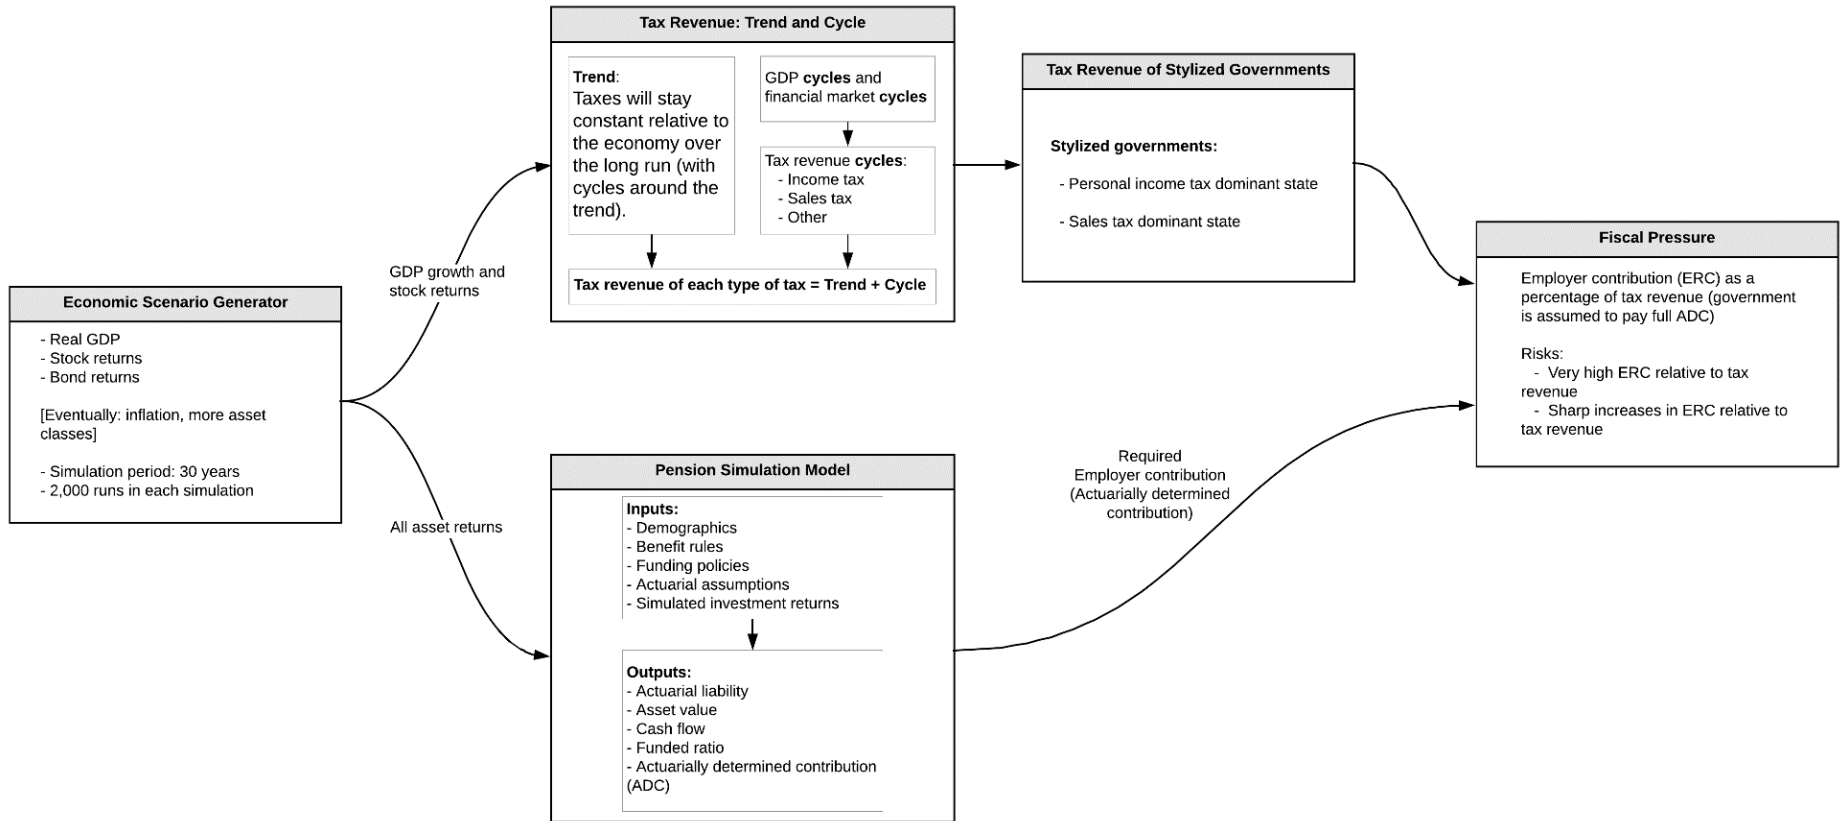 Economic Scenario Generator
- Real GDP
- Stock returns
- Bond returns
[Eventually: inflation, more asset
classes]
- Simulation period: 30 years
- 2,000 runs in each simulation
GDP growth and
stock returns
All asset returns
Tax Revenue: Trend and Cycle
Trend:
Taxes will stay
constant relative to
the economy over
the long run (with
cycles around the
trend).
GDP cycles and
financial market cycles
Tax revenue cycles:
- Income tax
- Sales tax
- Other
Tax revenue of each type of tax = Trend + Cycle
Pension Simulation Model
Inputs:
- Demographics
- Benefit rules
- Funding policies
- Actuarial assumptions
- Simulated investment returns
Outputs:
- Actuarial liability
- Asset value
- Cash flow
- Funded ratio
- Actuarially determined contribution
(ADC)
Tax Revenue of Stylized Governments
Stylized governments:
- Personal income tax dominant state
- Sales tax dominant state
Required
Employer contribution
(Actuarially determined
contribution)
Fiscal Pressure
Employer contribution (ERC) as a
percentage of tax revenue (government
is assumed to pay full ADC)
Risks:
- Very high ERC relative to tax
revenue
- Sharp increases in ERC relative to
tax revenue